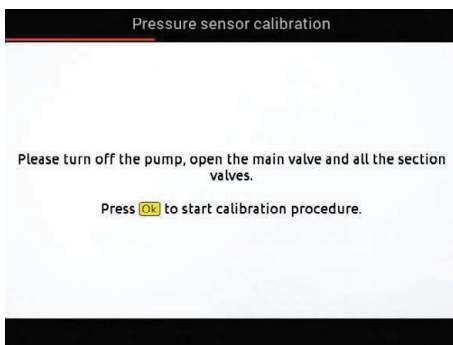 Pressure sensor calibration
Please turn off the pump, open the main valve and all the section
valves.
Press Ok to start calibration procedure.